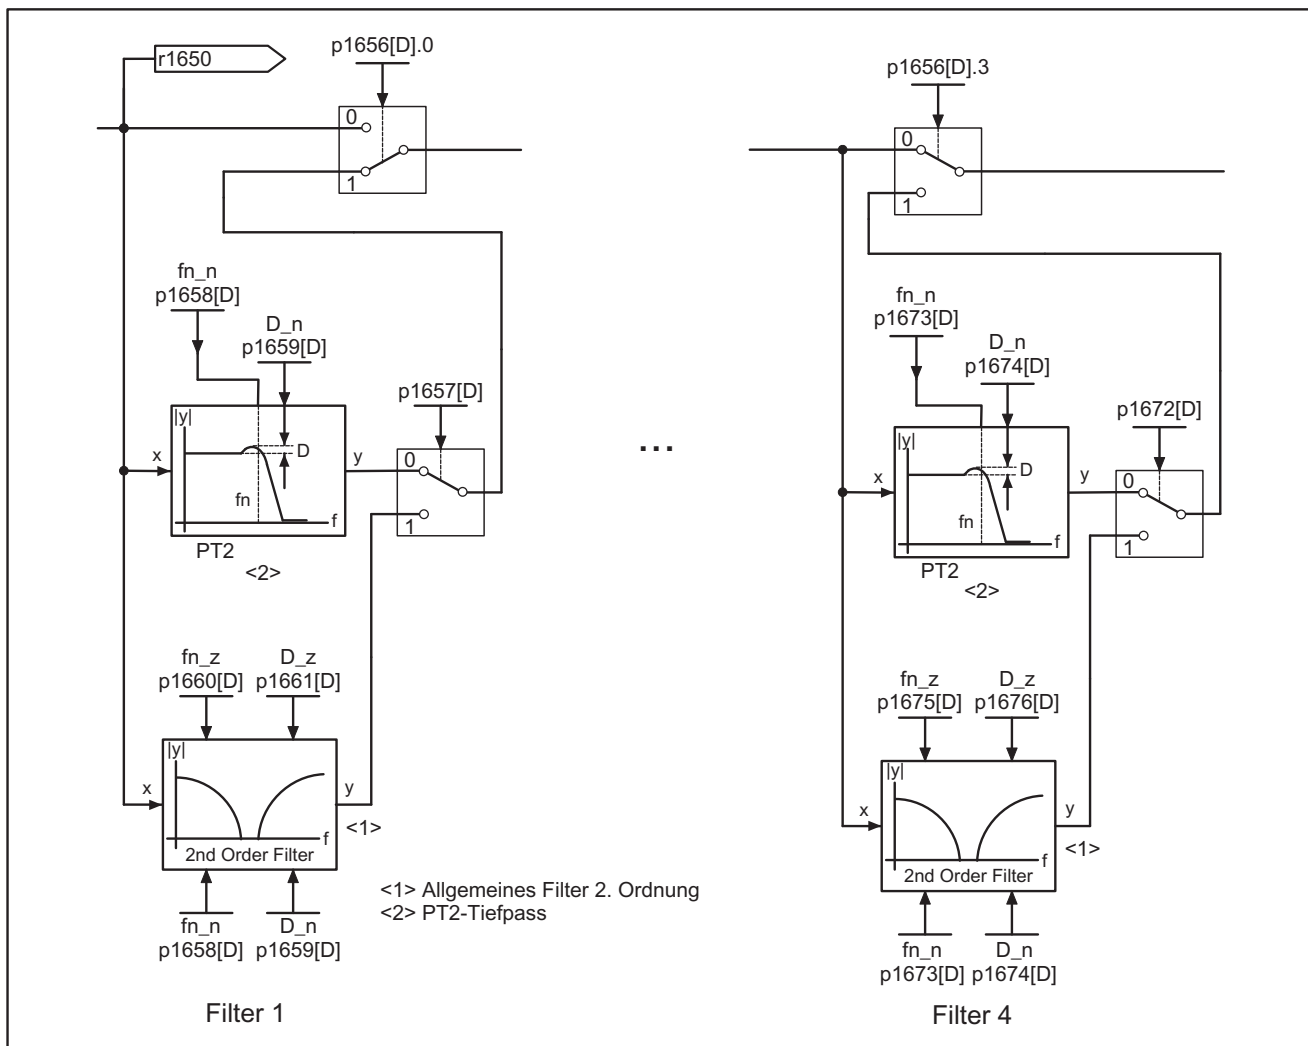 r1650
p1656[D].0
0
1
fn_n
p1658[D]
D_n
p1659[D]
|y|
D
x
y
fn
f
PT2
<2>
p1657[D]
0
1
fn_z
p1660[D]
D_z
p1661[D]
|y|
x
y
f
<1>
2nd Order Filter
fn_n
p1658[D]
D_n
p1659[D]
Filter 1
<1> Allgemeines Filter 2. Ordnung
<2> PT2-Tiefpass
...
p1656[D].3
0
1
fn_n
p1673[D]
D_n
p1674[D]
|y|
D
x
y
fn
f
PT2
<2>
p1672[D]
0
1
fn_z
p1675[D]
D_z
p1676[D]
|y|
x
y
f
<1>
2nd Order Filter
fn_n
p1673[D]
D_n
p1674[D]
Filter 4